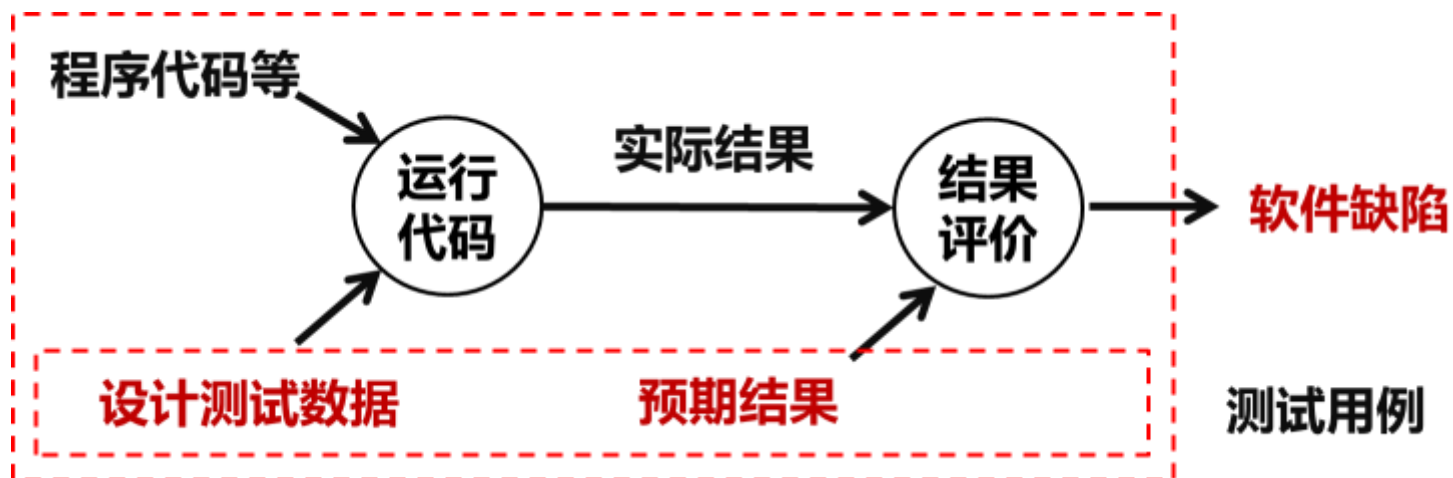 程序代码等
实际结果
运行
代码
结果
评价
软件缺陷
设计测试数据
预期结果
测试用例